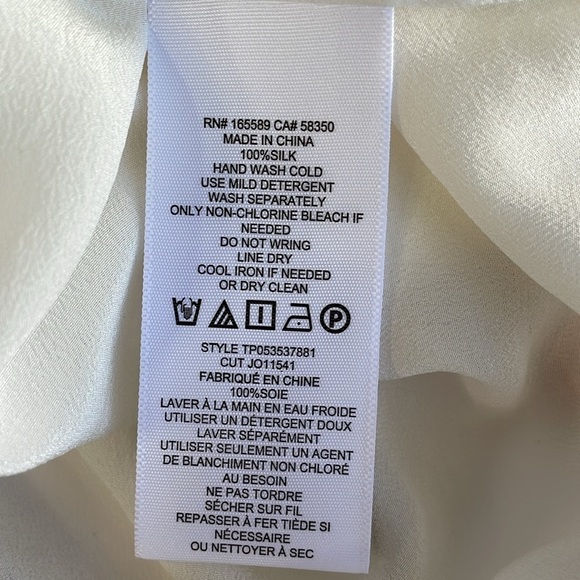 RN# 165589 CA# 58350
MADE IN CHINA
100%SILK
HAND WASH COLD
USE MILD DETERGENT
WASH SEPARATELY
ONLY NON-CHLORINE BLEACH IF
NEEDED
DO NOT WRING
LINE DRY
COOL IRON IF NEEDED
OR DRY CLEAN
P
STYLE TP053537881
CUT JO11541
FABRIQUÉ EN CHINE
100%SOIE
LAVER À LA MAIN EN EAU FROIDE
UTILISER UN DÉTERGENT DOUX
LAVER SÉPARÉMENT
UTILISER SEULEMENT UN AGENT
DE BLANCHIMENT NON CHLORÉ
AU BESOIN
NE PAS TORDRE
SÉCHER SUR FIL
REPASSER À FER TIÈDE SI
NÉCESSAIRE
OU NETTOYER À SEC